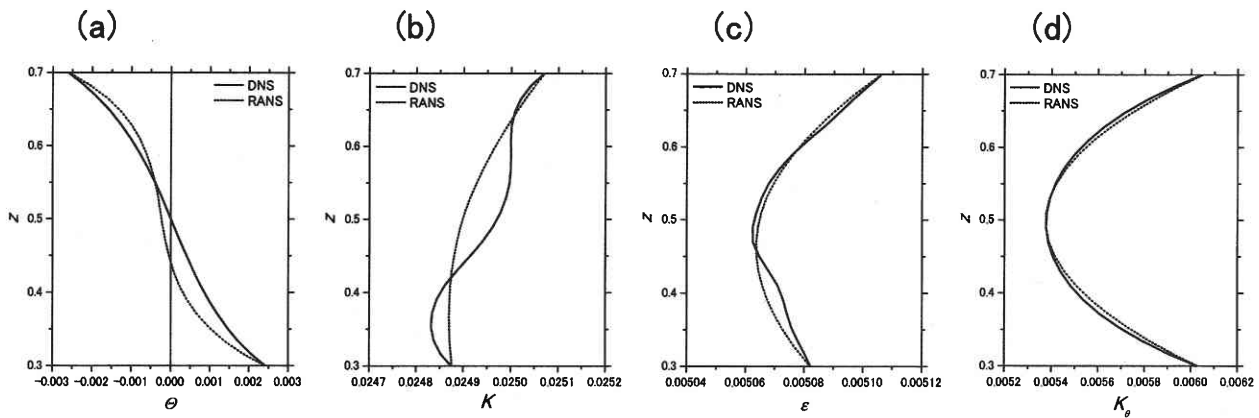 (a)
(b)
(c)
(d)
0.7
0.6
0.5
0.4
0.3
z
DNS
RANS
−0.003 −0.002 −0.001 0.000 0.001 0.002 0.003
Θ
0.7
0.6
0.5
0.4
0.3
z
DNS
RANS
0.0247 0.0248 0.0249 0.0250 0.0251 0.0252
K
0.7
0.6
0.5
0.4
0.3
z
DNS
RANS
0.00504 0.00506 0.00508 0.00510 0.00512
ε
0.7
0.6
0.5
0.4
0.3
z
DNS
RANS
0.0052 0.0054 0.0056 0.0058 0.0060 0.0062
K_θ